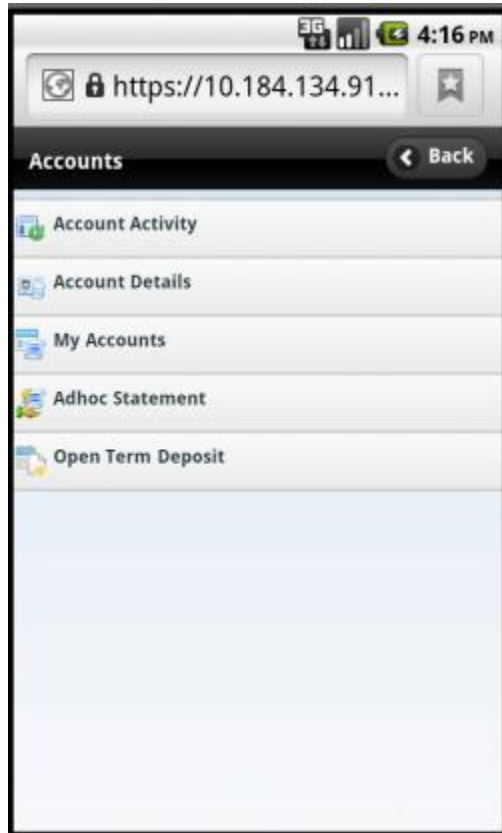 3G 4:16 PM
https://10.184.134.91...
Accounts Back
Account Activity
Account Details
My Accounts
Adhoc Statement
Open Term Deposit